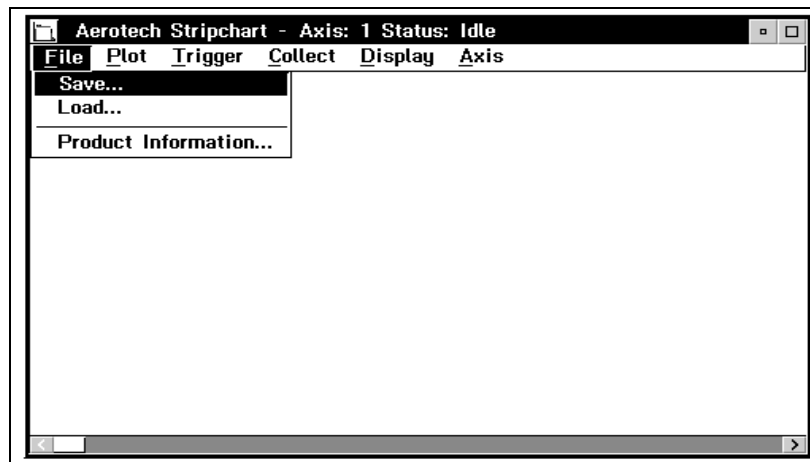 Aerotech Stripchart - Axis: 1 Status: Idle
File Plot Trigger Collect Display Axis
Save...
Load...
Product Information...